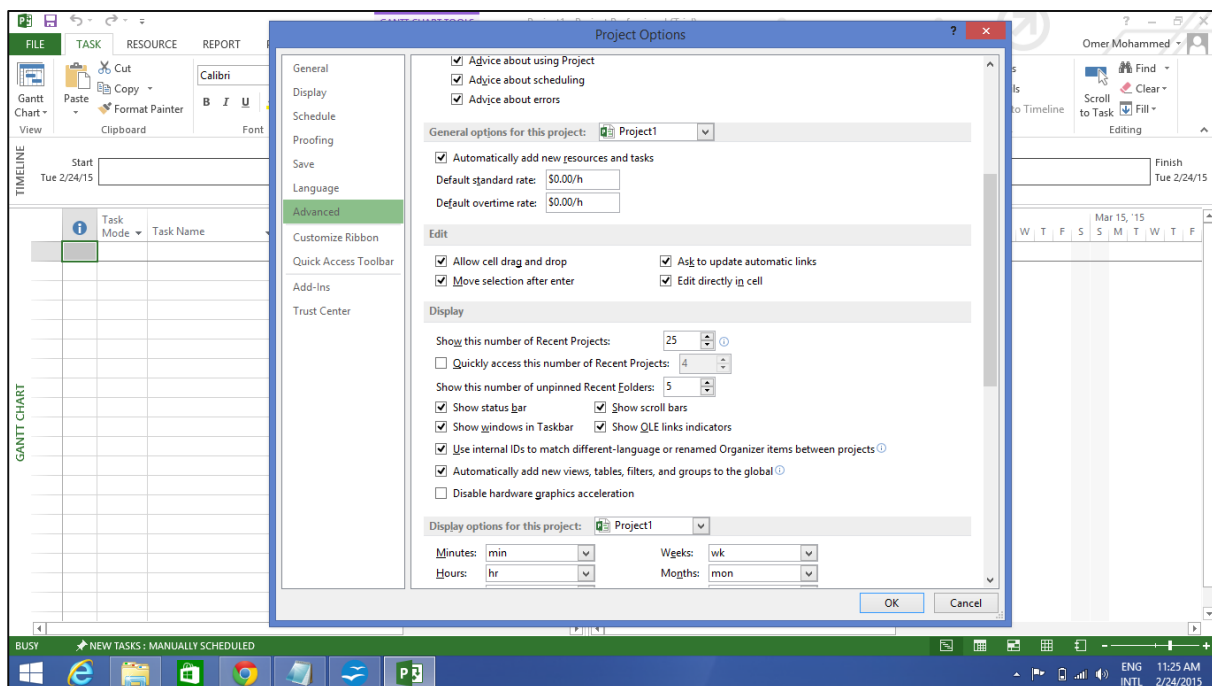 FILE
TASK
RESOURCE
REPORT
Project Options
?
Omer Mohammed
Gantt
Chart
View
Paste
Cut
Copy
Format Painter
Clipboard
Calibri
B I U
Font
to Timeline
Scroll
to Task
Find
Clear
Fill
Editing
TIMELINE
Start
Tue 2/24/15
Finish
Tue 2/24/15
Task
Mode
Task Name
Mar 15, '15
W T F S S M T W T F
GANTT CHART
General
Display
Schedule
Proofing
Save
Language
Advanced
Customize Ribbon
Quick Access Toolbar
Add-Ins
Trust Center
Advice about using Project
Advice about scheduling
Advice about errors
General options for this project: Project1
Automatically add new resources and tasks
Default standard rate: $0.00/h
Default overtime rate: $0.00/h
Edit
Allow cell drag and drop
Ask to update automatic links
Move selection after enter
Edit directly in cell
Display
Show this number of Recent Projects: 25
Quickly access this number of Recent Projects: 4
Show this number of unpinned Recent Folders: 5
Show status bar
Show scroll bars
Show windows in Taskbar
Show OLE links indicators
Use internal IDs to match different-language or renamed Organizer items between projects
Automatically add new views, tables, filters, and groups to the global
Disable hardware graphics acceleration
Display options for this project: Project1
Minutes: min
Weeks: wk
Hours: hr
Months: mon
OK
Cancel
BUSY
NEW TASKS : MANUALLY SCHEDULED
ENG
INTL
11:25 AM
2/24/2015